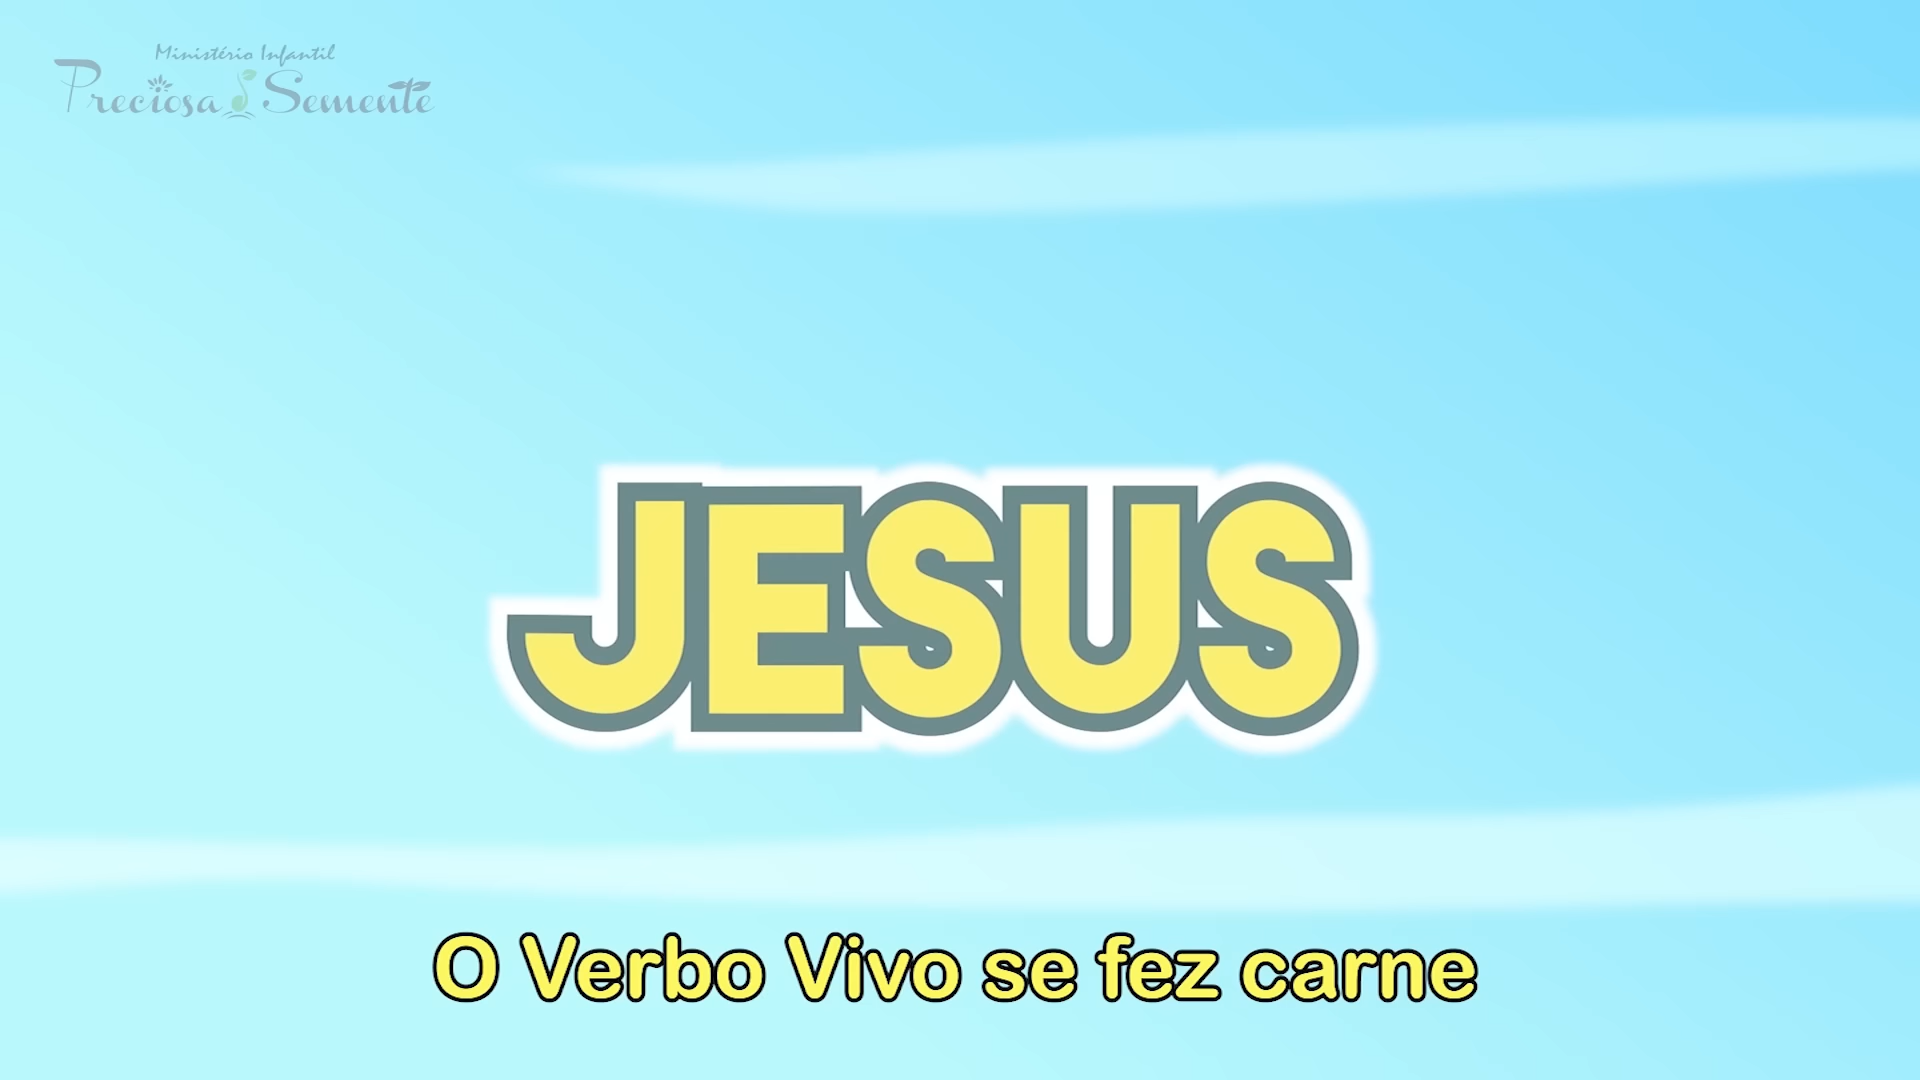 Ministério Infantil
Preciosa Semente
JESUS
O Verbo Vivo se fez carne